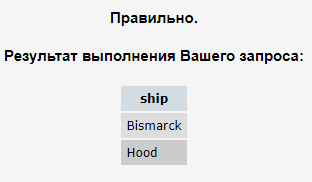 Правильно.
Результат выполнения Вашего запроса:
ship
Bismarck
Hood